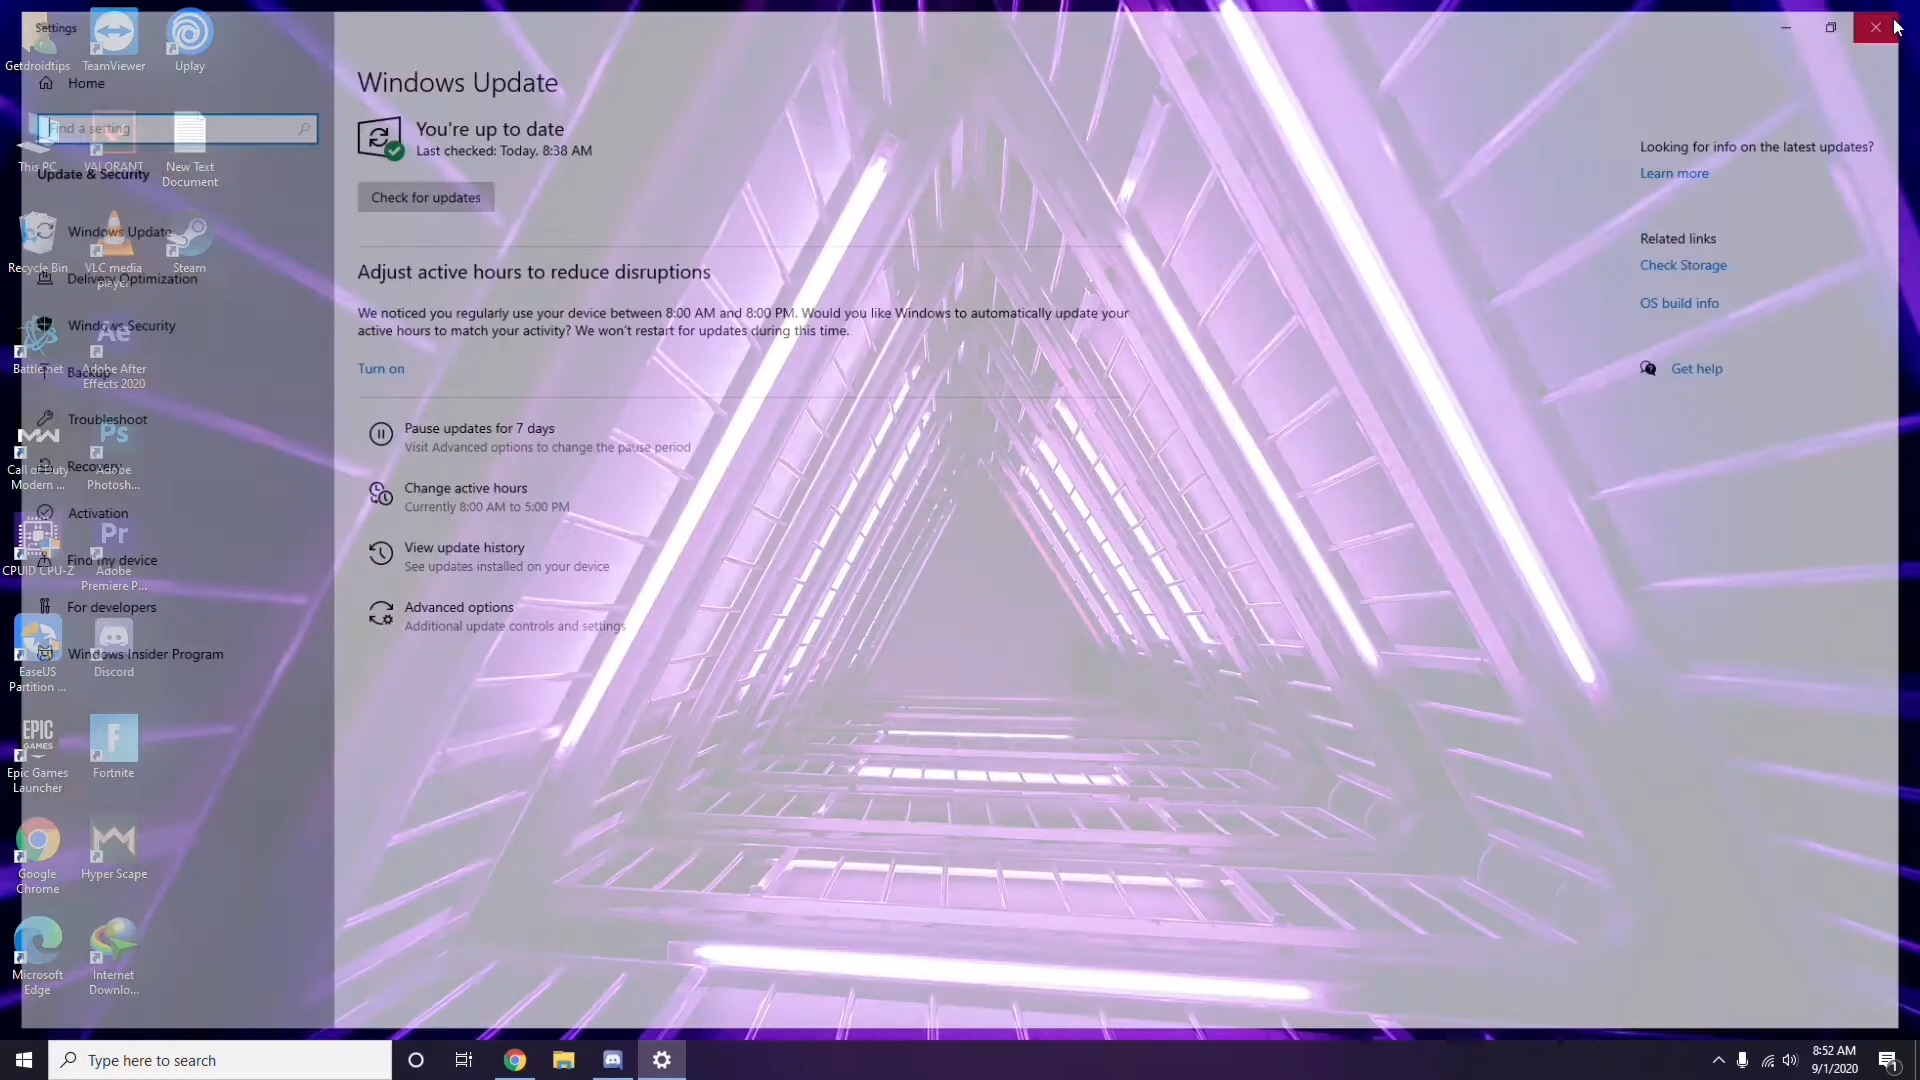 Settings
Home
Find a setting
Update & Security
Windows Update
Delivery Optimization
Windows Security
Backup
Troubleshoot
Recovery
Activation
Find my device
For developers
Windows Insider Program
Getdroidtips
TeamViewer
Uplay
This PC
VALORANT
New Text
Document
Recycle Bin
VLC media
player
Steam
Battle.net
Ae
Adobe After
Effects 2020
Call of Duty
Modern ...
Ps
Adobe
Photosh...
CPUID CPU-Z
Pr
Adobe
Premiere P...
EaseUS
Partition ...
Discord
EPIC
GAMES
Epic Games
Launcher
F
Fortnite
Google
Chrome
Hyper Scape
Microsoft
Edge
Internet
Downlo...
Windows Update
You're up to date
Last checked: Today, 8:38 AM
Check for updates
Adjust active hours to reduce disruptions
We noticed you regularly use your device between 8:00 AM and 8:00 PM. Would you like Windows to automatically update your
active hours to match your activity? We won't restart for updates during this time.
Turn on
Pause updates for 7 days
Visit Advanced options to change the pause period
Change active hours
Currently 8:00 AM to 5:00 PM
View update history
See updates installed on your device
Advanced options
Additional update controls and settings
Looking for info on the latest updates?
Learn more
Related links
Check Storage
OS build info
Get help
Type here to search
8:52 AM
9/1/2020
1